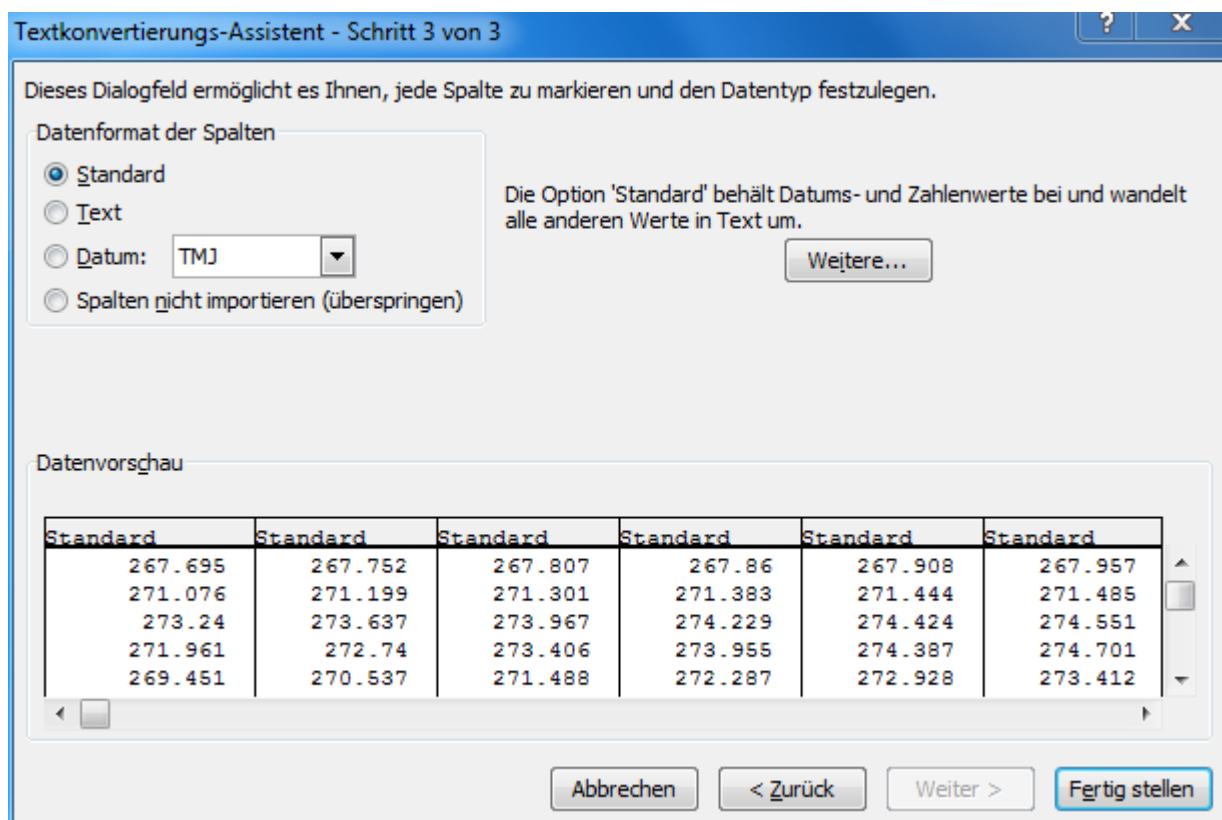 Textkonvertierungs-Assistent - Schritt 3 von 3
? X
Dieses Dialogfeld ermöglicht es Ihnen, jede Spalte zu markieren und den Datentyp festzulegen.
Datenformat der Spalten
Standard
Text
Datum: TMJ
Spalten nicht importieren (überspringen)
Die Option 'Standard' behält Datums- und Zahlenwerte bei und wandelt
alle anderen Werte in Text um.
Weitere...
Datenvorschau
Standard Standard Standard Standard Standard Standard
267.695 267.752 267.807 267.86 267.908 267.957
271.076 271.199 271.301 271.383 271.444 271.485
273.24 273.637 273.967 274.229 274.424 274.551
271.961 272.74 273.406 273.955 274.387 274.701
269.451 270.537 271.488 272.287 272.928 273.412
Abbrechen < Zurück Weiter > Fertig stellen